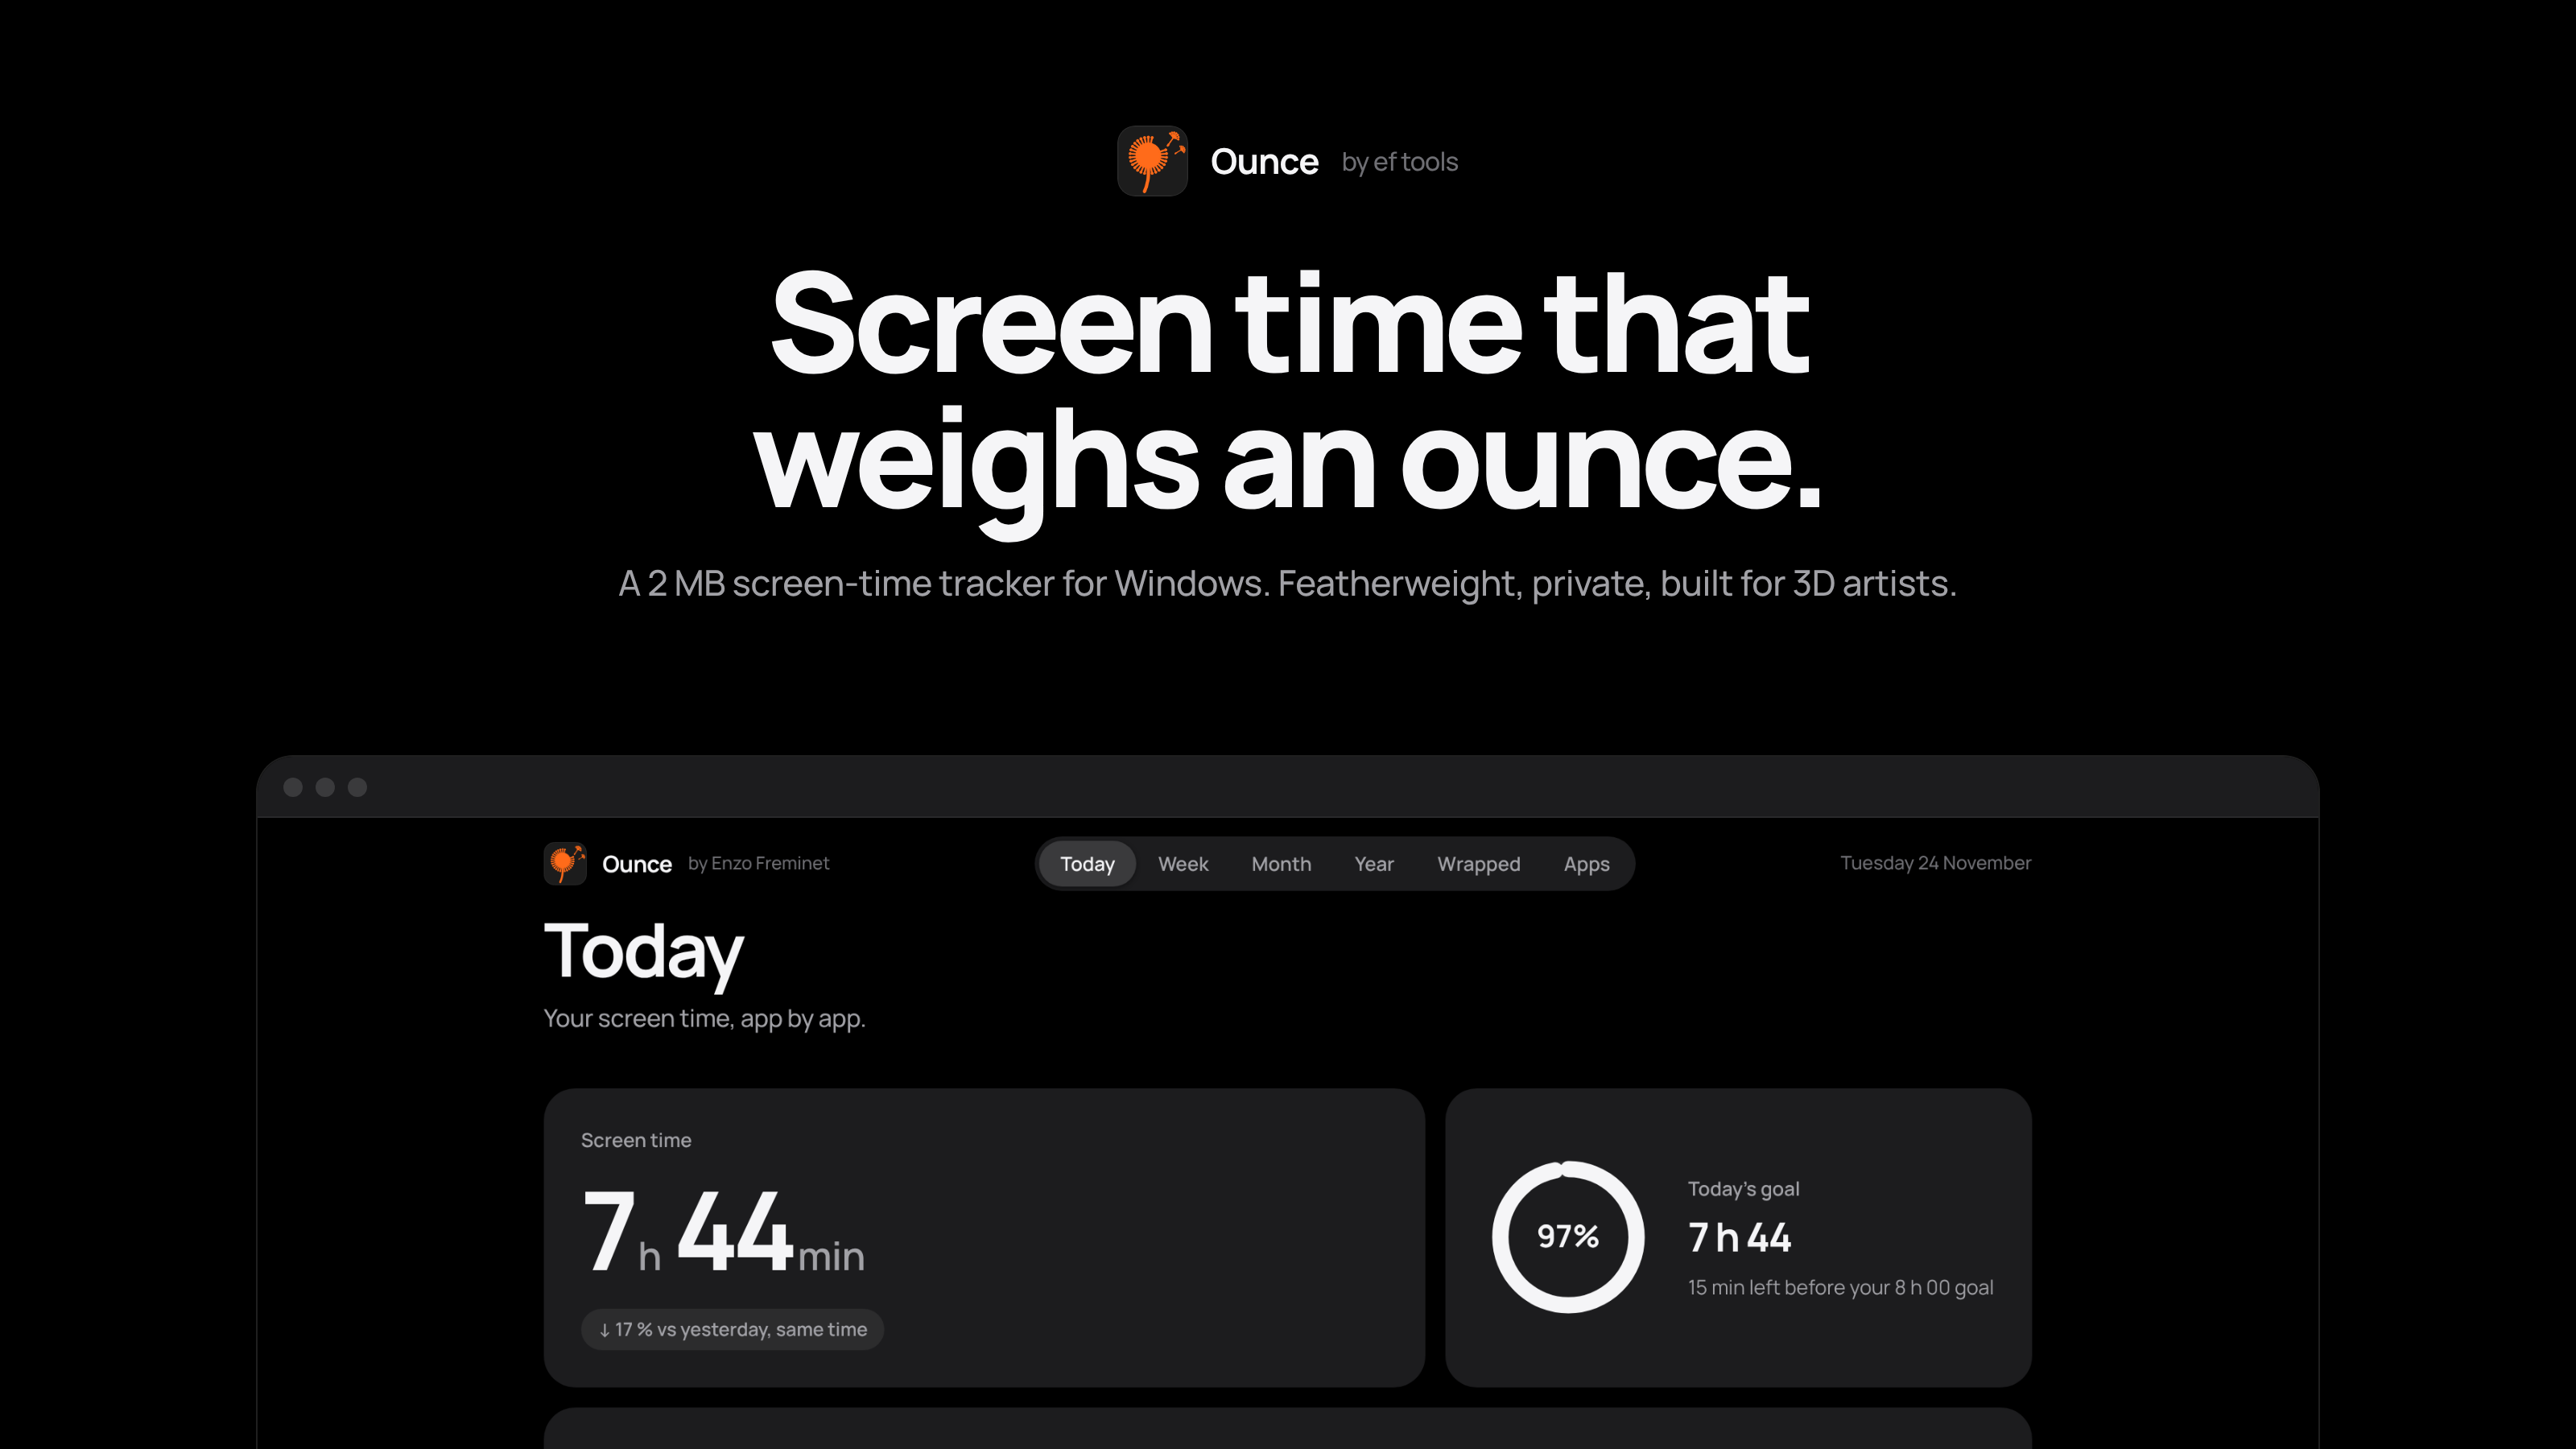 Ounce by ef tools
Screen time that
weighs an ounce.
A 2 MB screen-time tracker for Windows. Featherweight, private, built for 3D artists.
Ounce by Enzo Freminet
Today Week Month Year Wrapped Apps
Tuesday 24 November
Today
Your screen time, app by app.
Screen time
7 h 44 min
↓ 17 % vs yesterday, same time
97%
Today's goal
7 h 44
15 min left before your 8 h 00 goal